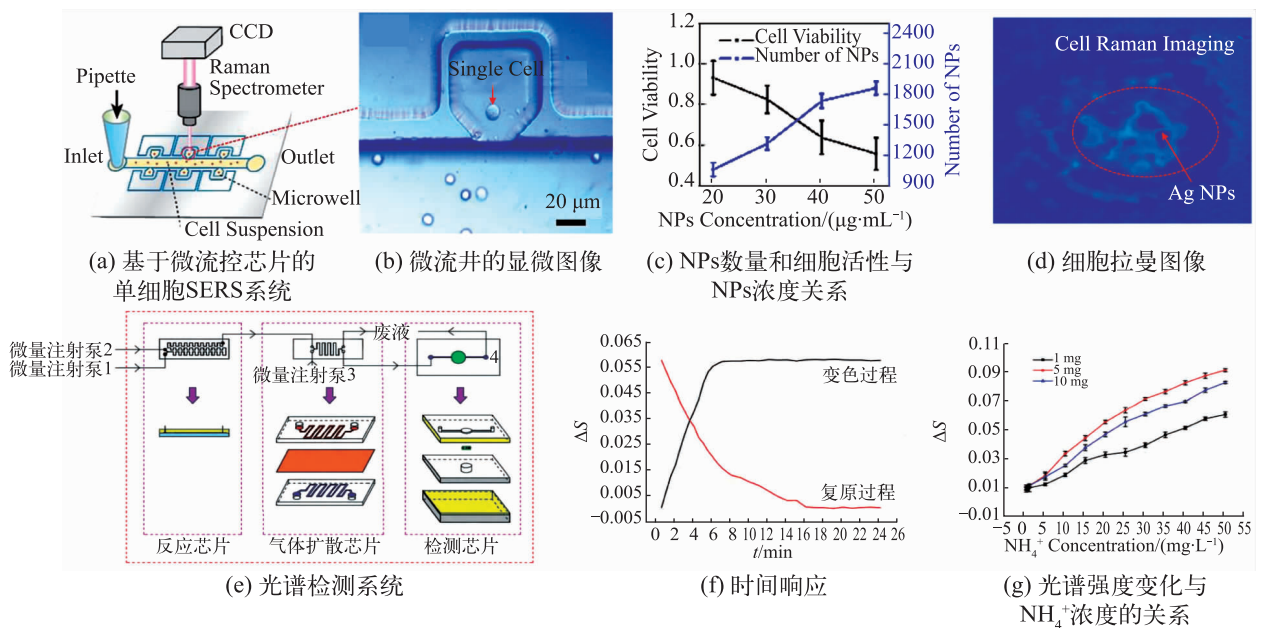 CCD
Raman
Spectrometer
Pipette
Inlet
Outlet
Microwell
Cell Suspension
(a) 基于微流控芯片的
单细胞SERS系统
Single Cell
20 μm
(b) 微流井的显微图像
1.2
1.0
0.8
0.6
0.4
Cell Viability
Cell Viability
Number of NPs
2400
2100
1800
1500
1200
900
Number of NPs
20 30 40 50
NPs Concentration/(μg·mL⁻¹)
(c) NPs数量和细胞活性与
NPs浓度关系
Cell Raman Imaging
Ag NPs
(d) 细胞拉曼图像
微量注射泵2
微量注射泵1
废液
微量注射泵3
4
反应芯片
气体扩散芯片
检测芯片
(e) 光谱检测系统
0.065
0.055
0.045
0.035
0.025
0.015
0.005
−0.005
ΔS
变色过程
复原过程
0 2 4 6 8 10 12 14 16 18 20 22 24 26
t/min
(f) 时间响应
0.11
0.09
0.07
0.05
0.03
0.01
−0.01
ΔS
1 mg
5 mg
10 mg
−5 0 5 10 15 20 25 30 35 40 45 50 55
NH₄⁺ Concentration/(mg·L⁻¹)
(g) 光谱强度变化与
NH₄⁺浓度的关系